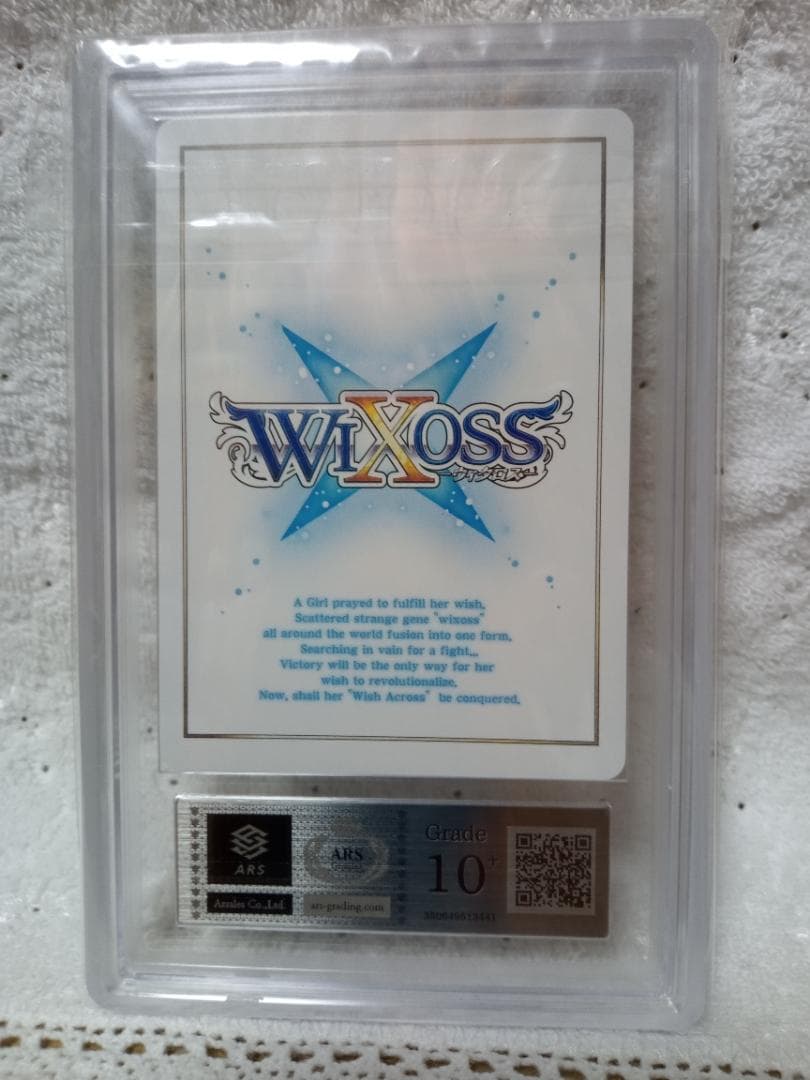 WIXOSS
ウィクロス
A Girl prayed to fulfill her wish.
Scattered strange gene "wixoss"
all around the world fusion into one form.
Searching in vain for a fight...
Victory will be the only way for her
wish to revolutionalize.
Now, shall her "Wish Across" be conquered.
ARS
Azzules Co.,Ltd.
ARS
ars-grading.com
Grade
10+